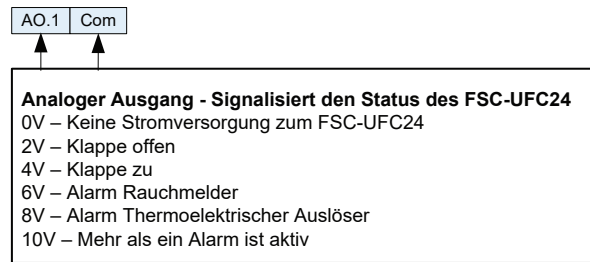 AO.1 Com
Analoger Ausgang - Signalisiert den Status des FSC-UFC24
0V – Keine Stromversorgung zum FSC-UFC24
2V – Klappe offen
4V – Klappe zu
6V – Alarm Rauchmelder
8V – Alarm Thermoelektrischer Auslöser
10V – Mehr als ein Alarm ist aktiv